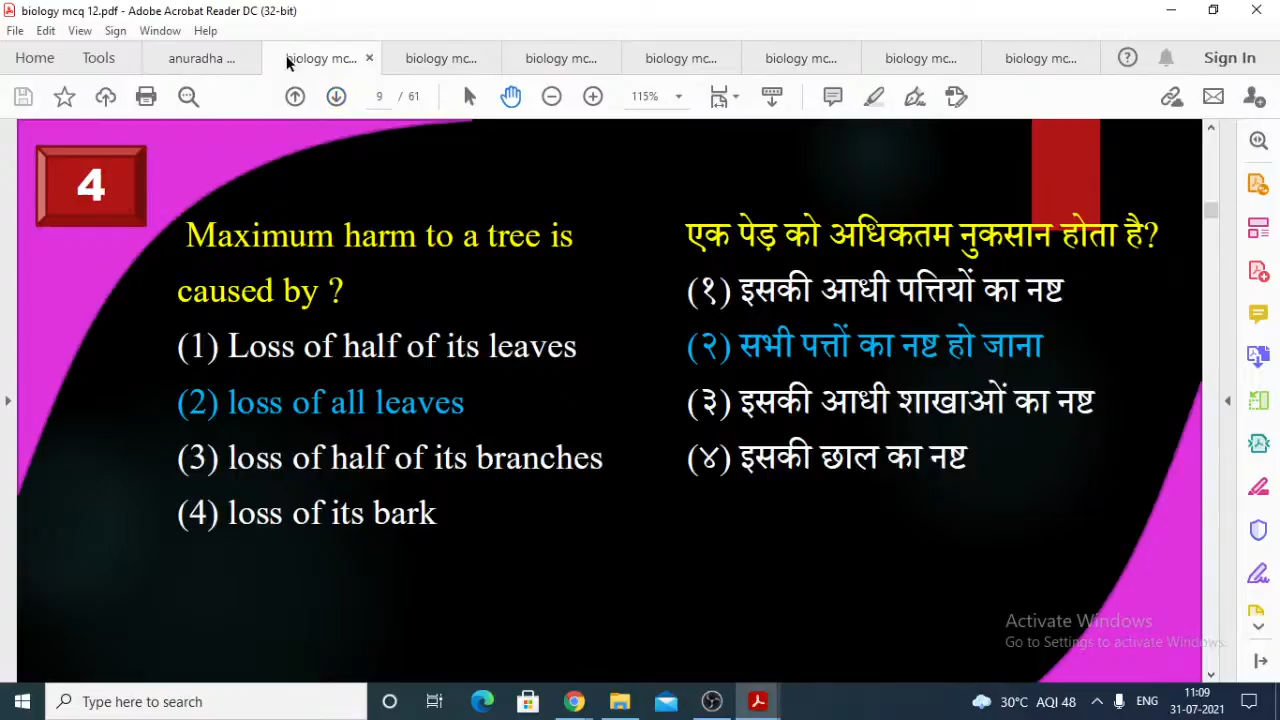 biology mcq 12.pdf - Adobe Acrobat Reader DC (32-bit)
File Edit View Sign Window Help
Home Tools anuradha ... biology mc... × biology mc... biology mc... biology mc... biology mc... biology mc... biology mc... Sign In
9 / 61 115%
4
Maximum harm to a tree is
caused by ?
(1) Loss of half of its leaves
(2) loss of all leaves
(3) loss of half of its branches
(4) loss of its bark
एक पेड़ को अधिकतम नुकसान होता है?
(१) इसकी आधी पत्तियों का नष्ट
(२) सभी पत्तों का नष्ट हो जाना
(३) इसकी आधी शाखाओं का नष्ट
(४) इसकी छाल का नष्ट
Activate Windows
Go to Settings to activate Windows.
Type here to search
30°C AQI 48 ENG
11:09
31-07-2021